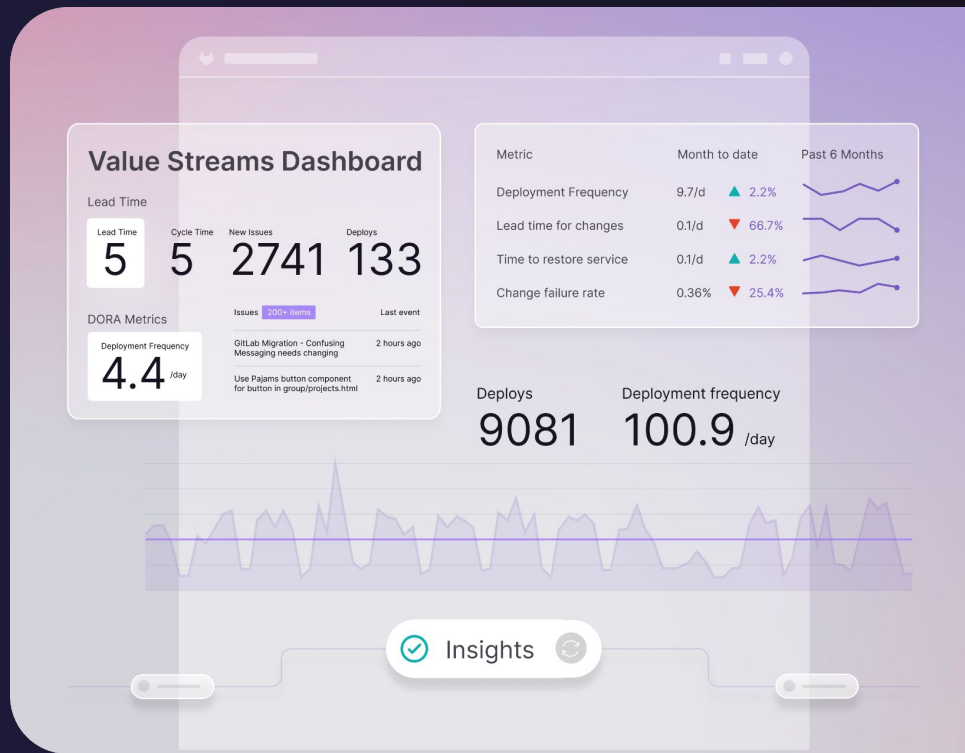 Value Streams Dashboard
Lead Time
Lead Time Cycle Time New Issues Deploys
5 5 2741 133
DORA Metrics
Deployment Frequency
4.4 /day
Issues 200+ items Last event
GitLab Migration - Confusing 2 hours ago
Messaging needs changing
Use Pajams button component 2 hours ago
for button in group/projects.html
Metric Month to date Past 6 Months
Deployment Frequency 9.7/d 2.2%
Lead time for changes 0.1/d 66.7%
Time to restore service 0.1/d 2.2%
Change failure rate 0.36% 25.4%
Deploys Deployment frequency
9081 100.9 /day
Insights